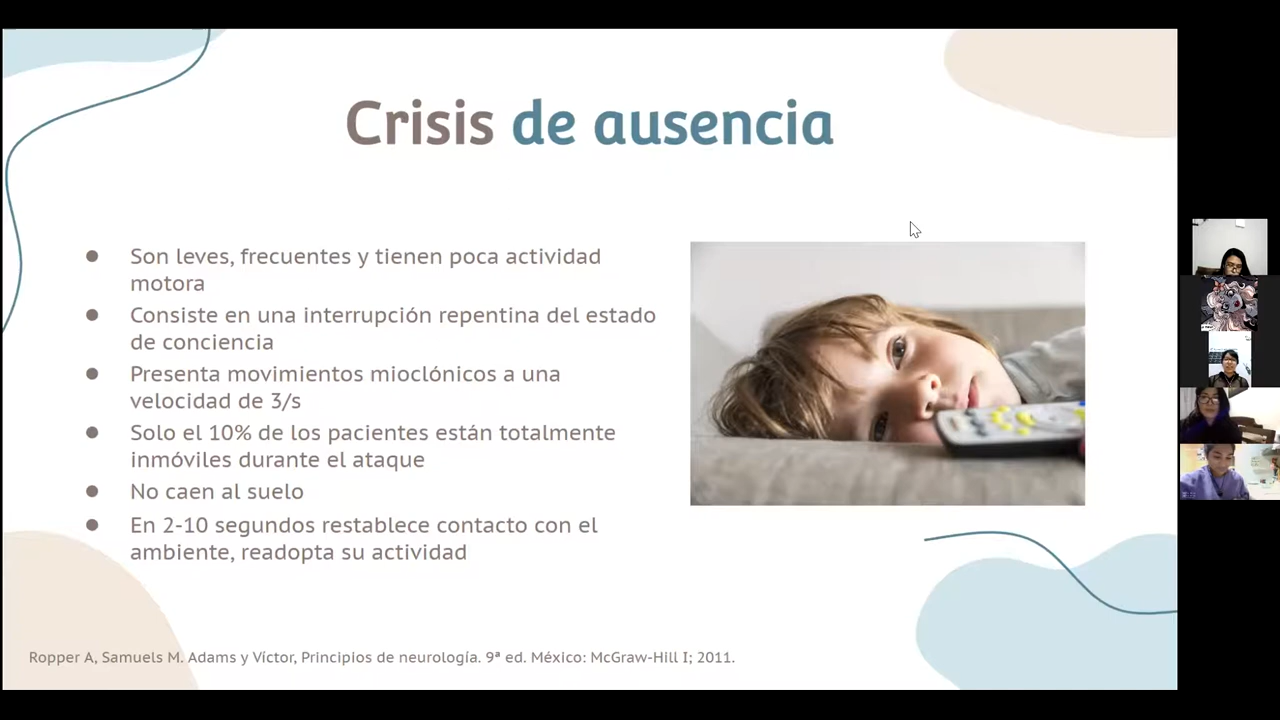 Crisis de ausencia
● Son leves, frecuentes y tienen poca actividad
motora
● Consiste en una interrupción repentina del estado
de conciencia
● Presenta movimientos mioclónicos a una
velocidad de 3/s
● Solo el 10% de los pacientes están totalmente
inmóviles durante el ataque
● No caen al suelo
● En 2-10 segundos restablece contacto con el
ambiente, readopta su actividad
Ropper A, Samuels M. Adams y Víctor, Principios de neurología. 9ª ed. México: McGraw-Hill I; 2011.